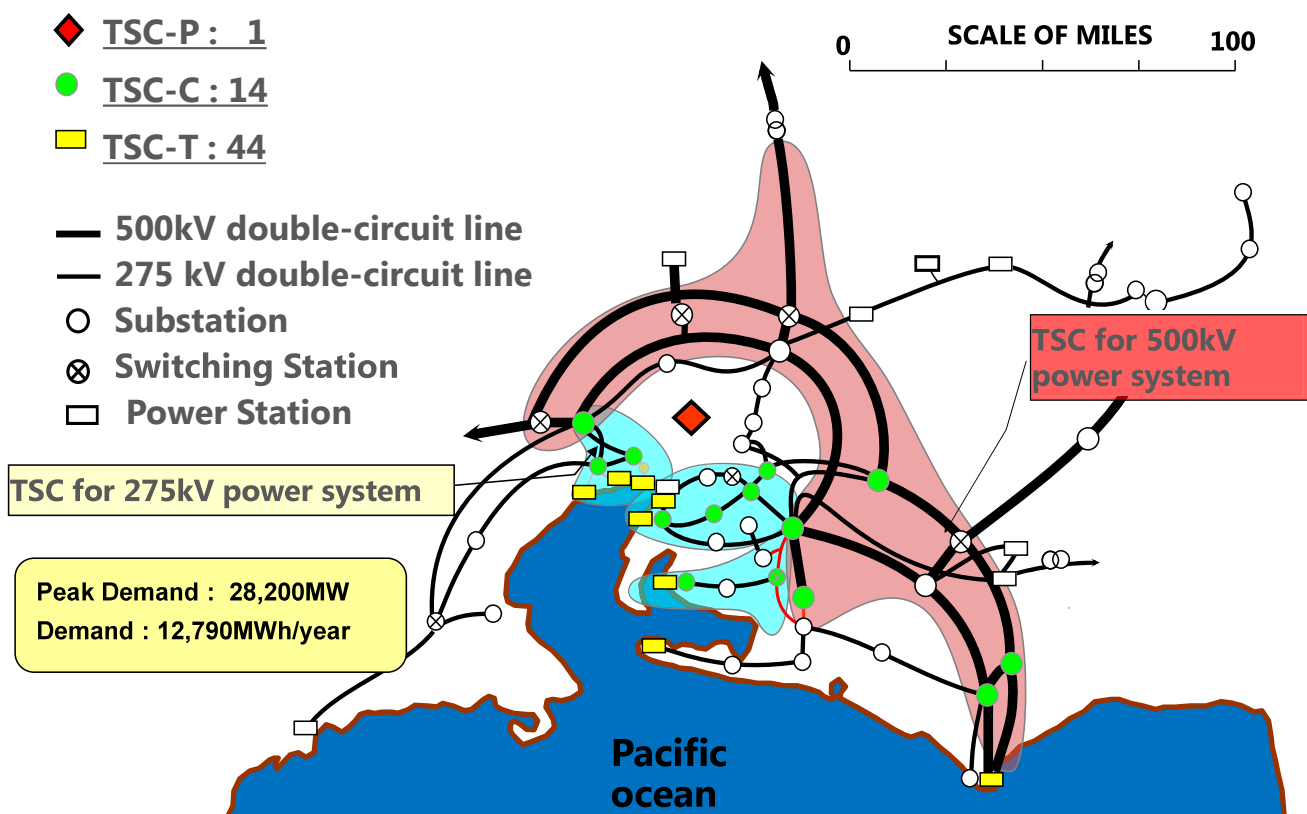 TSC-P :   1
0 SCALE OF MILES 100
TSC-C : 14
TSC-T : 44
500kV double-circuit line
275 kV double-circuit line
Substation
Switching Station
Power Station
TSC for 500kV
power system
TSC for 275kV power system
Peak Demand :  28,200MW
Demand : 12,790MWh/year
Pacific
ocean